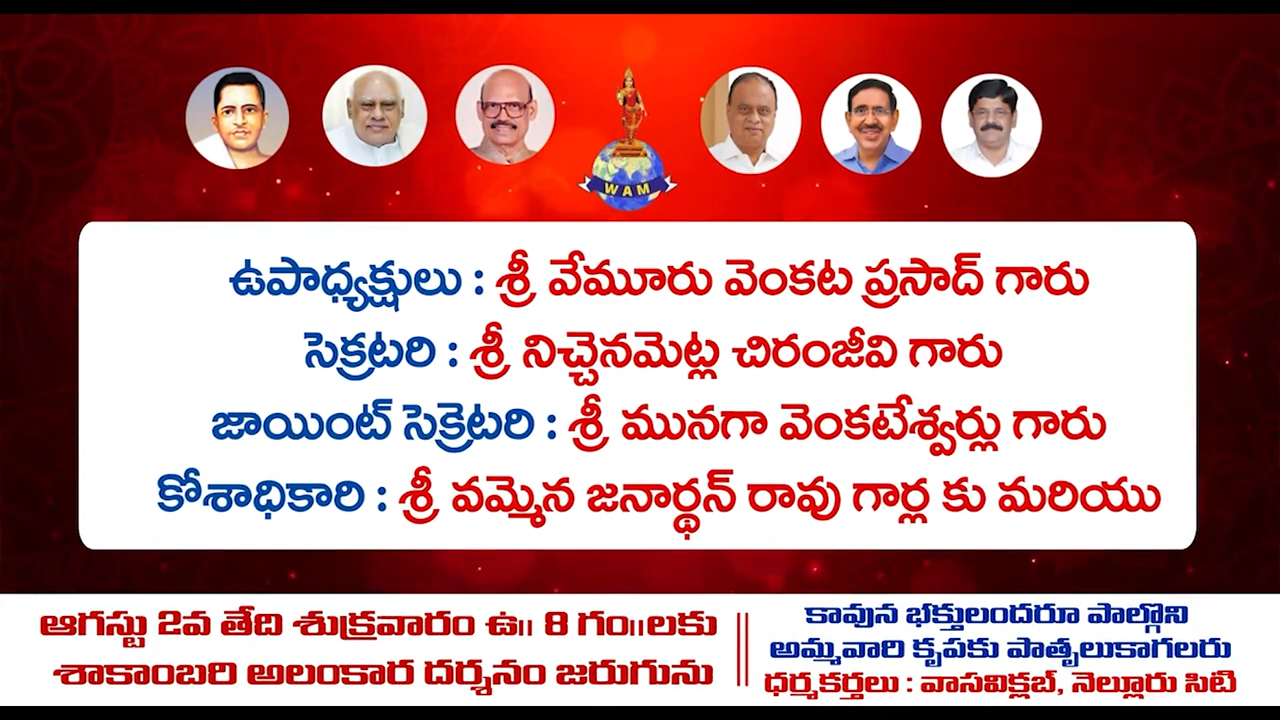 WAM
ఉపాధ్యక్షులు : శ్రీ వేమూరు వెంకట ప్రసాద్ గారు
సెక్రటరి : శ్రీ నిచ్చెనమెట్ల చిరంజీవి గారు
జాయింట్ సెక్రెటరి : శ్రీ మునగా వెంకటేశ్వర్లు గారు
కోశాధికారి : శ్రీ వమ్మెన జనార్థన్ రావు గార్ల కు మరియు
ఆగస్టు 2వ తేది శుక్రవారం ఉ॥ 8 గం॥లకు
శాకాంబరి అలంకార దర్శనం జరుగును
కావున భక్తులందరూ పాల్గొని
అమ్మవారి కృపకు పాతృలుకాగలరు
ధర్మకర్తలు : వాసవిక్లబ్, నెల్లూరు సిటి